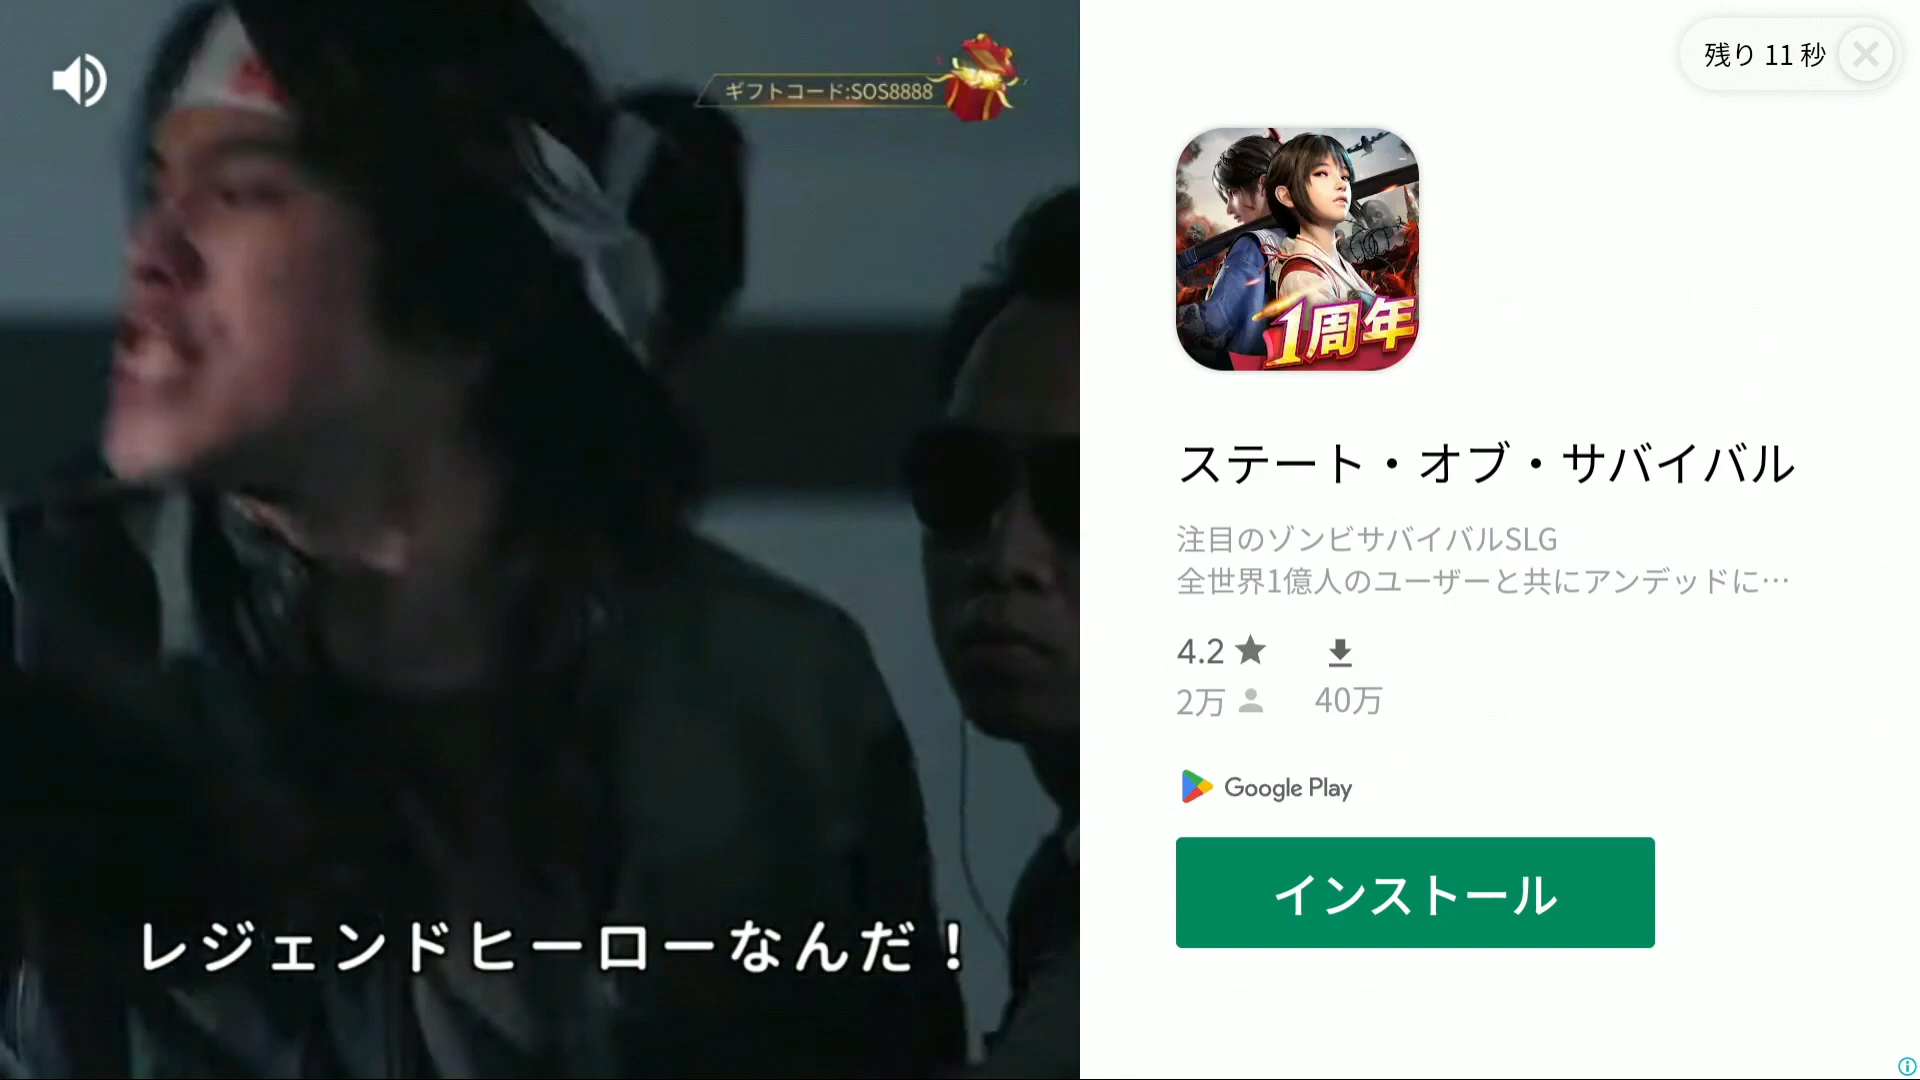 ギフトコード:SOS8888
レジェンドヒーローなんだ！
残り 11 秒
1周年
ステート・オブ・サバイバル
注目のゾンビサバイバルSLG
全世界1億人のユーザーと共にアンデッドに…
4.2
2万
40万
Google Play
インストール